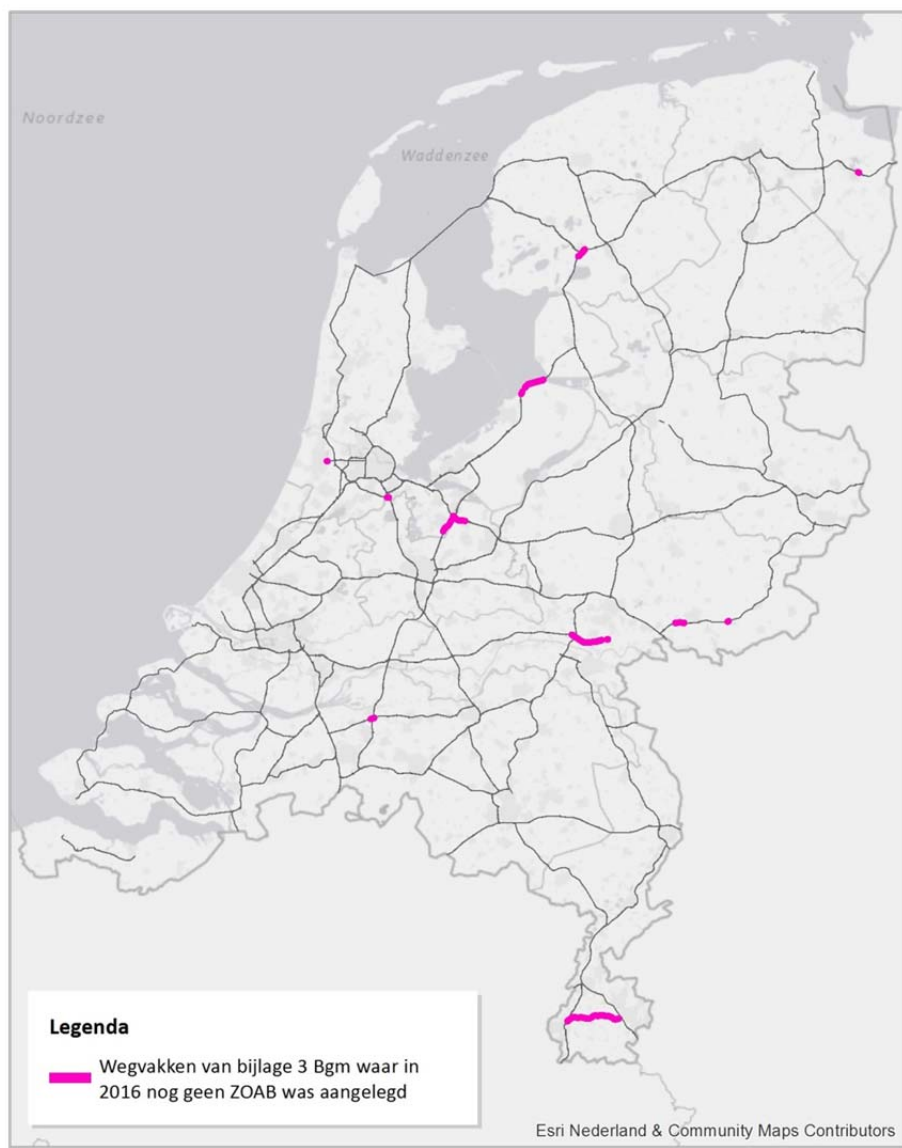 Noordzee
Waddenzee
Legenda
Wegvakken van bijlage 3 Bgm waar in
2016 nog geen ZOAB was aangelegd
Esri Nederland & Community Maps Contributors